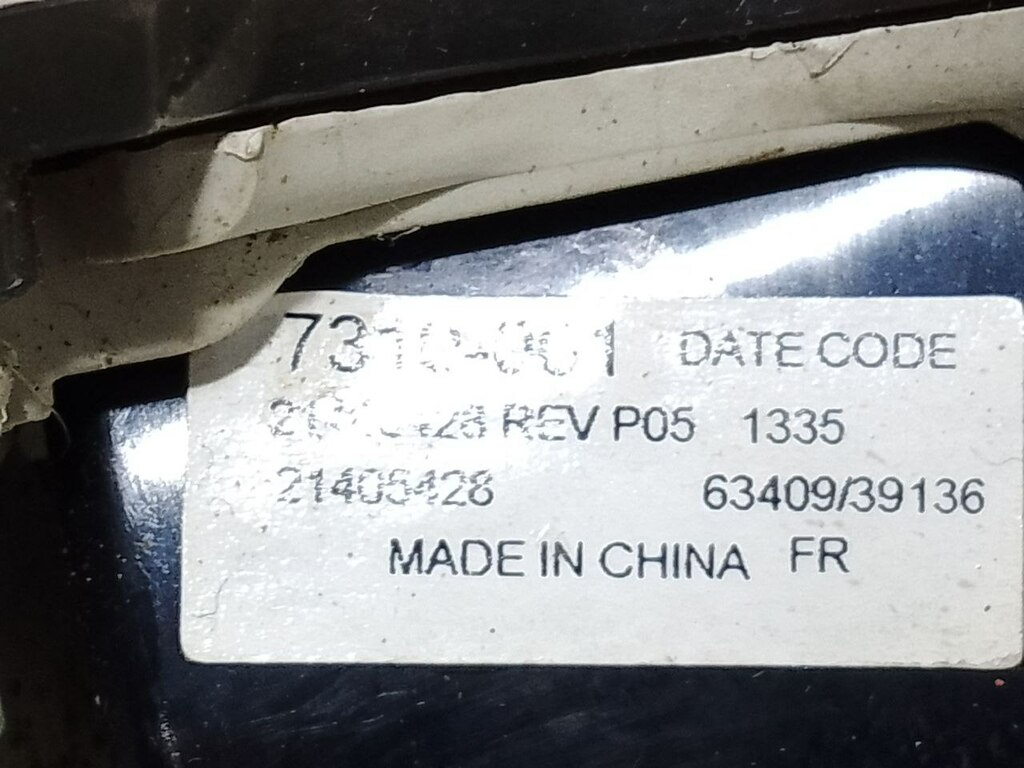 DATE CODE
REV P05 1335
21405428 63409/39136
MADE IN CHINA FR